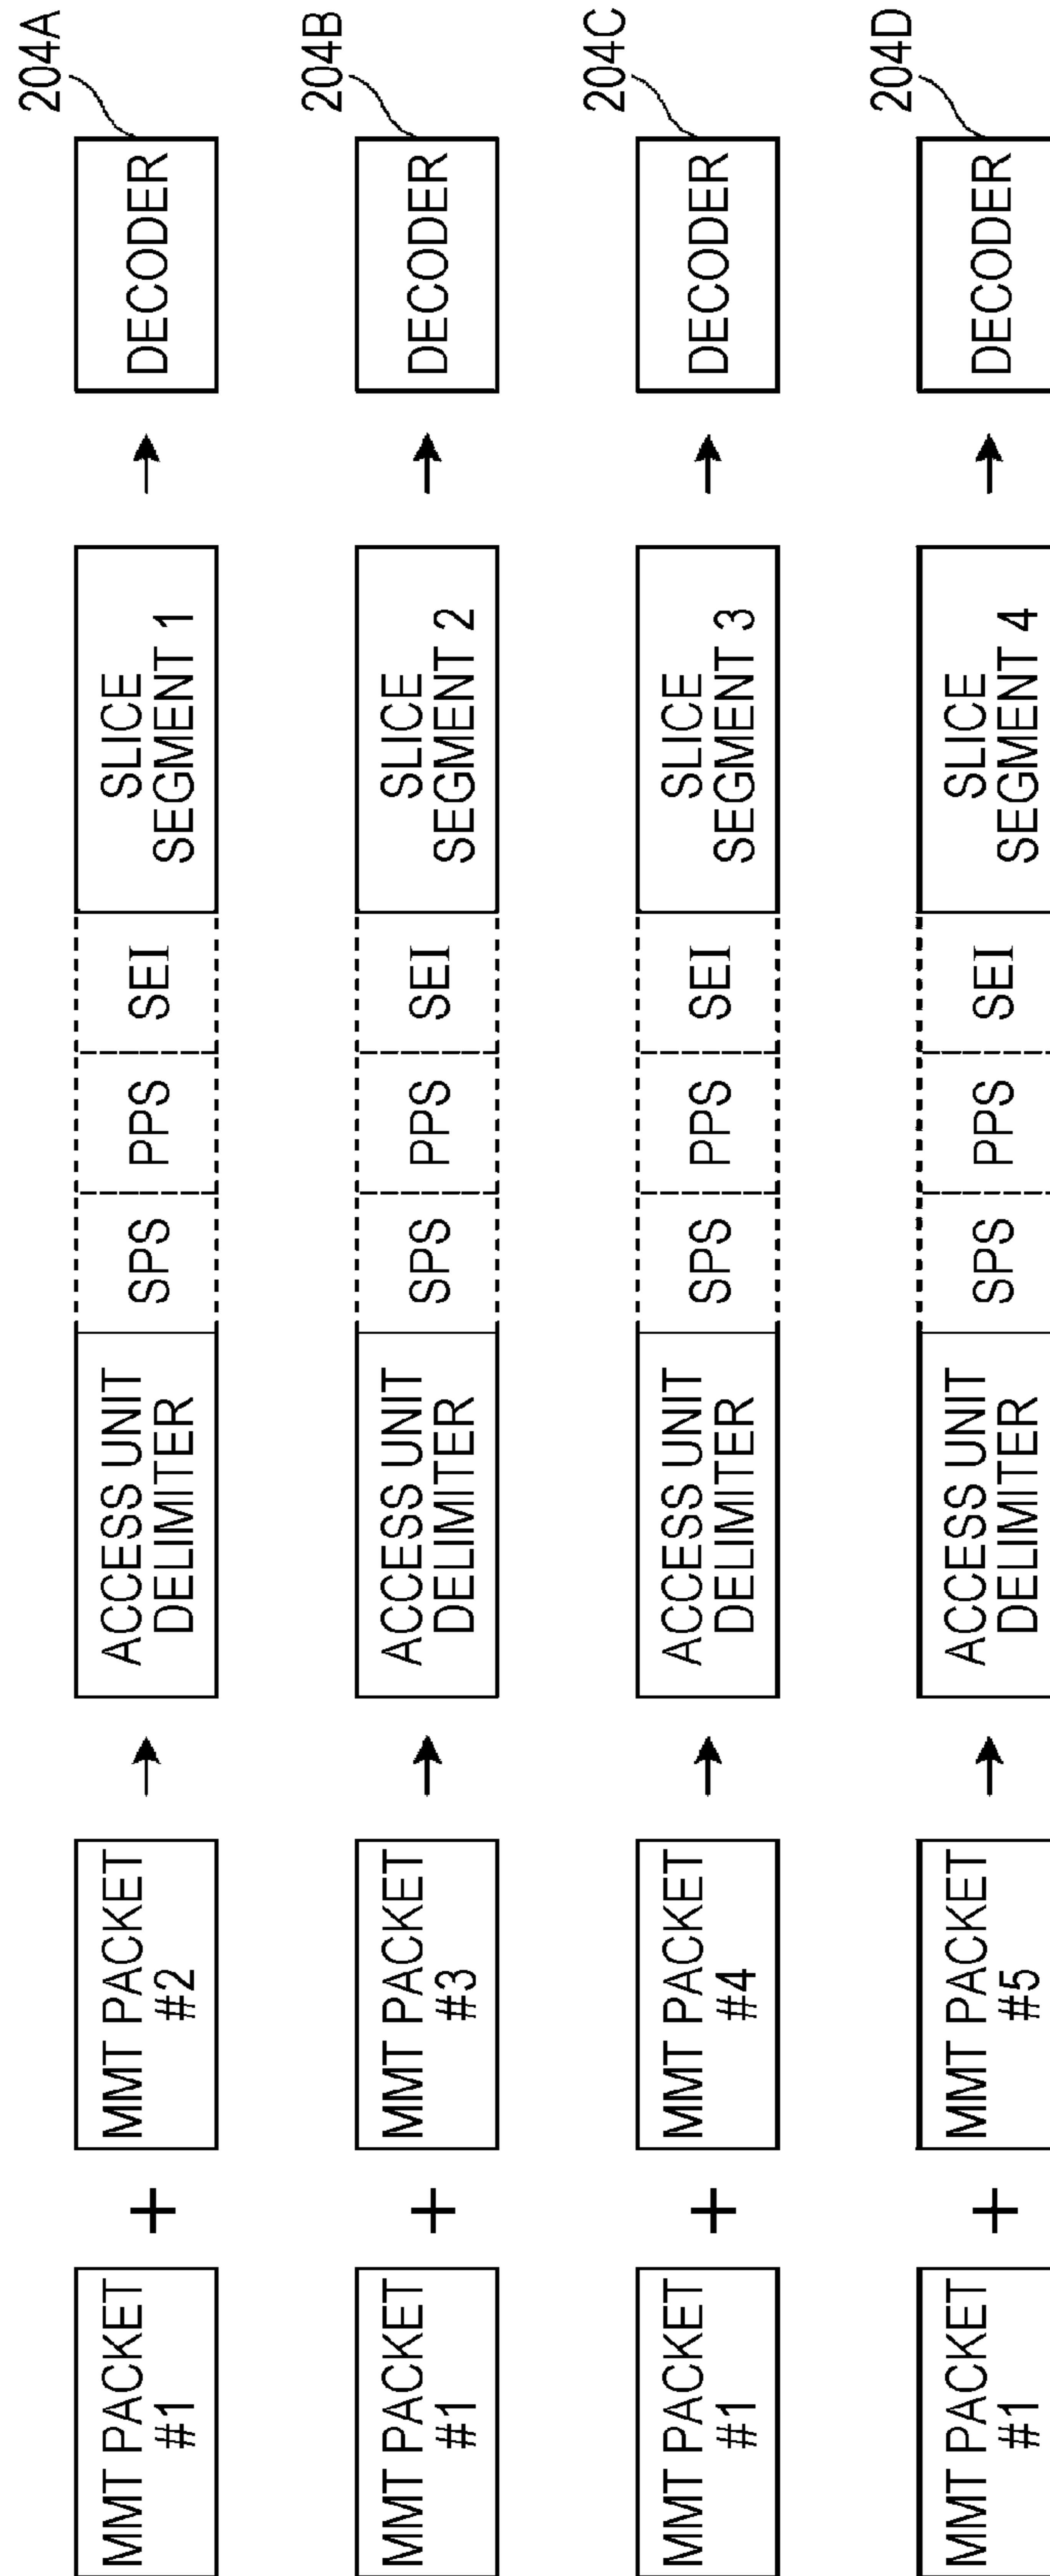 MMT PACKET
#1
+
MMT PACKET
#2
ACCESS UNIT
DELIMITER
SPS
PPS
SEI
SLICE
SEGMENT 1
DECODER
204A
MMT PACKET
#1
+
MMT PACKET
#3
ACCESS UNIT
DELIMITER
SPS
PPS
SEI
SLICE
SEGMENT 2
DECODER
204B
MMT PACKET
#1
+
MMT PACKET
#4
ACCESS UNIT
DELIMITER
SPS
PPS
SEI
SLICE
SEGMENT 3
DECODER
204C
MMT PACKET
#1
+
MMT PACKET
#5
ACCESS UNIT
DELIMITER
SPS
PPS
SEI
SLICE
SEGMENT 4
DECODER
204D